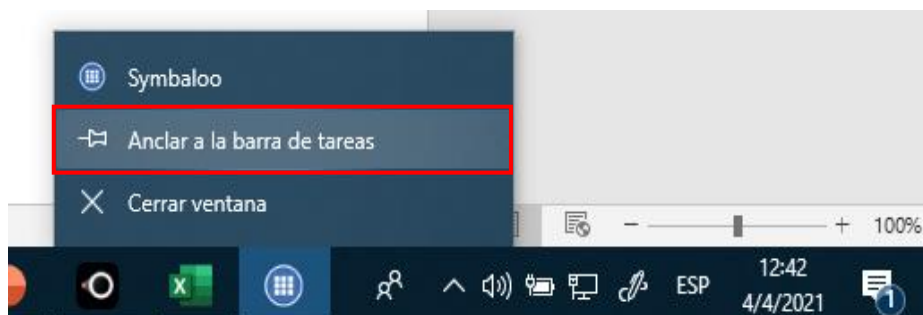 Symbaloo
Anclar a la barra de tareas
Cerrar ventana
100%
ESP
12:42
4/4/2021
1